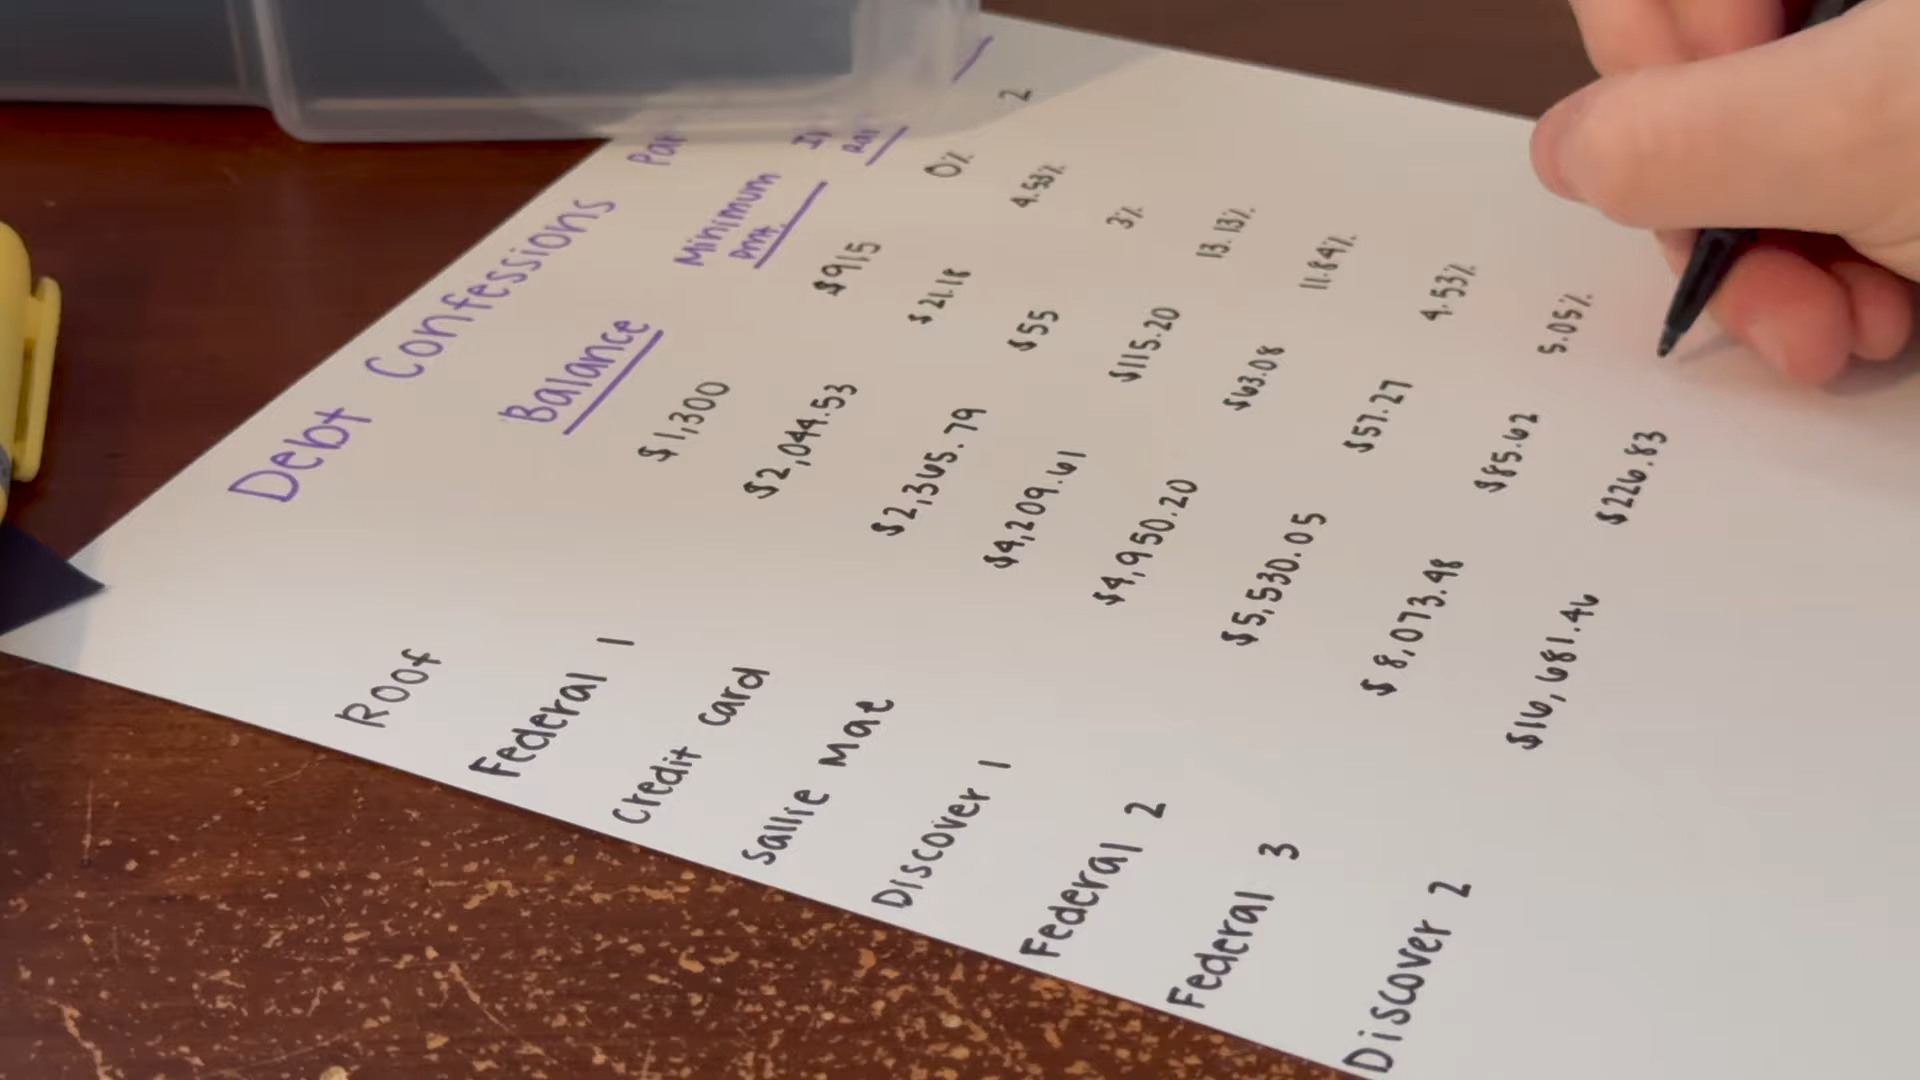 Debt Confessions
Balance Minimum pmt.
Roof $1,300 $915 0% 2
Federal 1 $2,044.53 $21.18 4.53%
Credit Card $2,365.79 $55 3%
Sallie Mae $4,209.61 $115.20 13.13%
Discover 1 $4,950.20 $63.08 11.84%
Federal 2 $5,530.05 $57.27 4.53%
Federal 3 $8,073.48 $85.62 5.05%
Discover 2 $16,681.46 $226.83